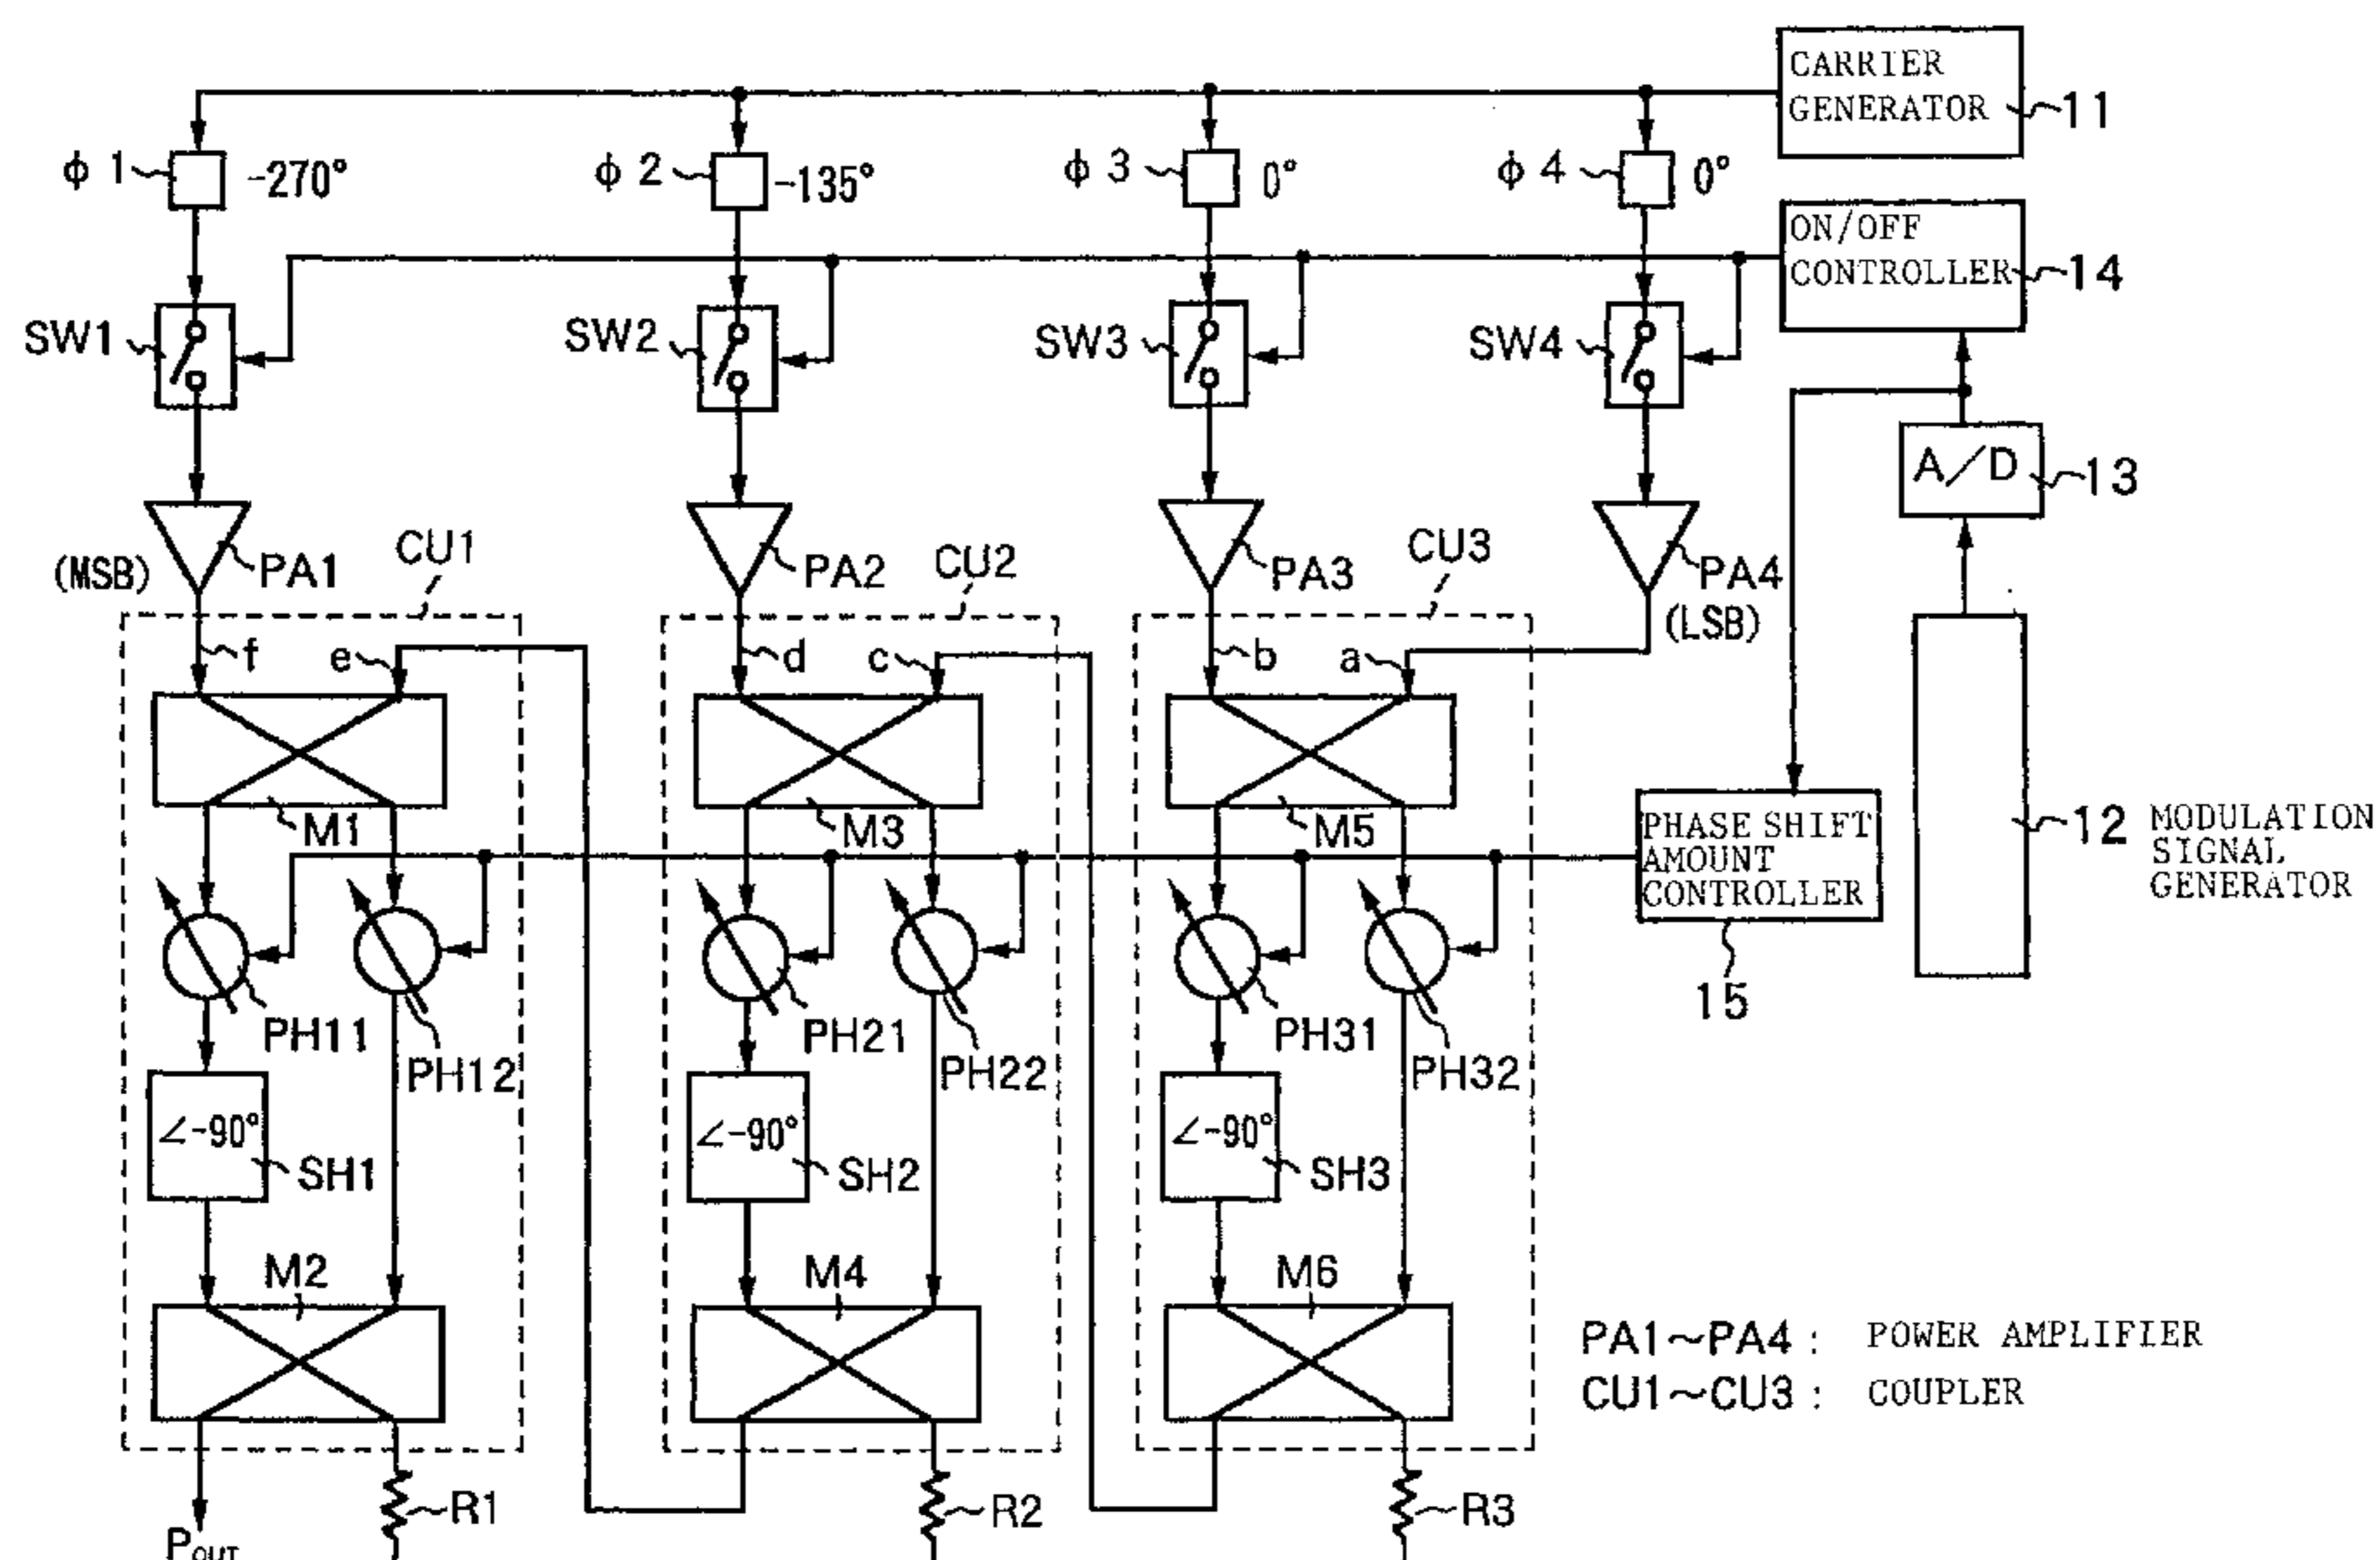 CARRIER
GENERATOR
11
φ 1
-270°
φ 2
-135°
φ 3
0°
φ 4
0°
ON/OFF
CONTROLLER
14
SW1
SW2
SW3
SW4
A/D
13
(MSB)
PA1
CU1
PA2
CU2
PA3
CU3
PA4
(LSB)
f
e
d
c
b
a
M1
M3
M5
PHASE SHIFT
AMOUNT
CONTROLLER
15
12
MODULATION
SIGNAL
GENERATOR
PH11
PH12
PH21
PH22
PH31
PH32
∠-90°
SH1
∠-90°
SH2
∠-90°
SH3
M2
M4
M6
PA1~PA4 : POWER AMPLIFIER
CU1~CU3 : COUPLER
R1
R2
R3
POUT